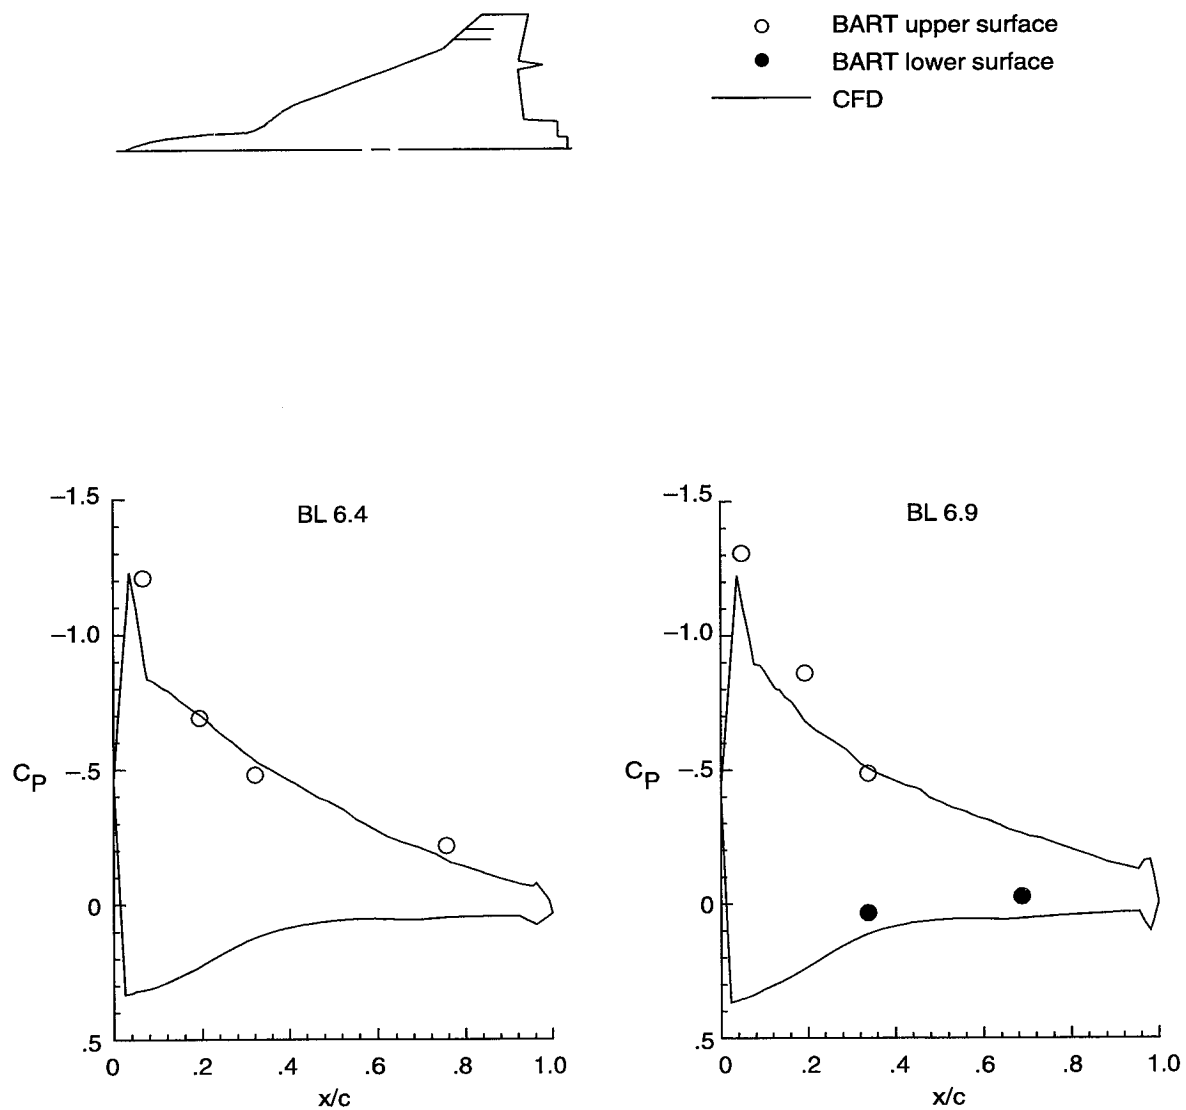 BART upper surface
BART lower surface
CFD
BL 6.4
–1.5
–1.0
–.5
0
.5
CP
0 .2 .4 .6 .8 1.0
x/c
BL 6.9
–1.5
–1.0
–.5
0
.5
CP
0 .2 .4 .6 .8 1.0
x/c